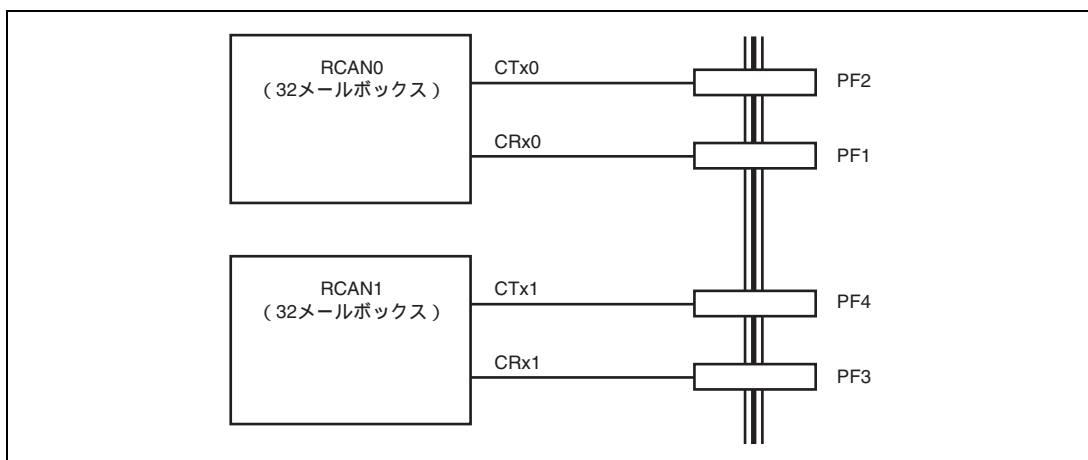 RCAN0
（32メールボックス）
CTx0
PF2
CRx0
PF1
RCAN1
（32メールボックス）
CTx1
PF4
CRx1
PF3